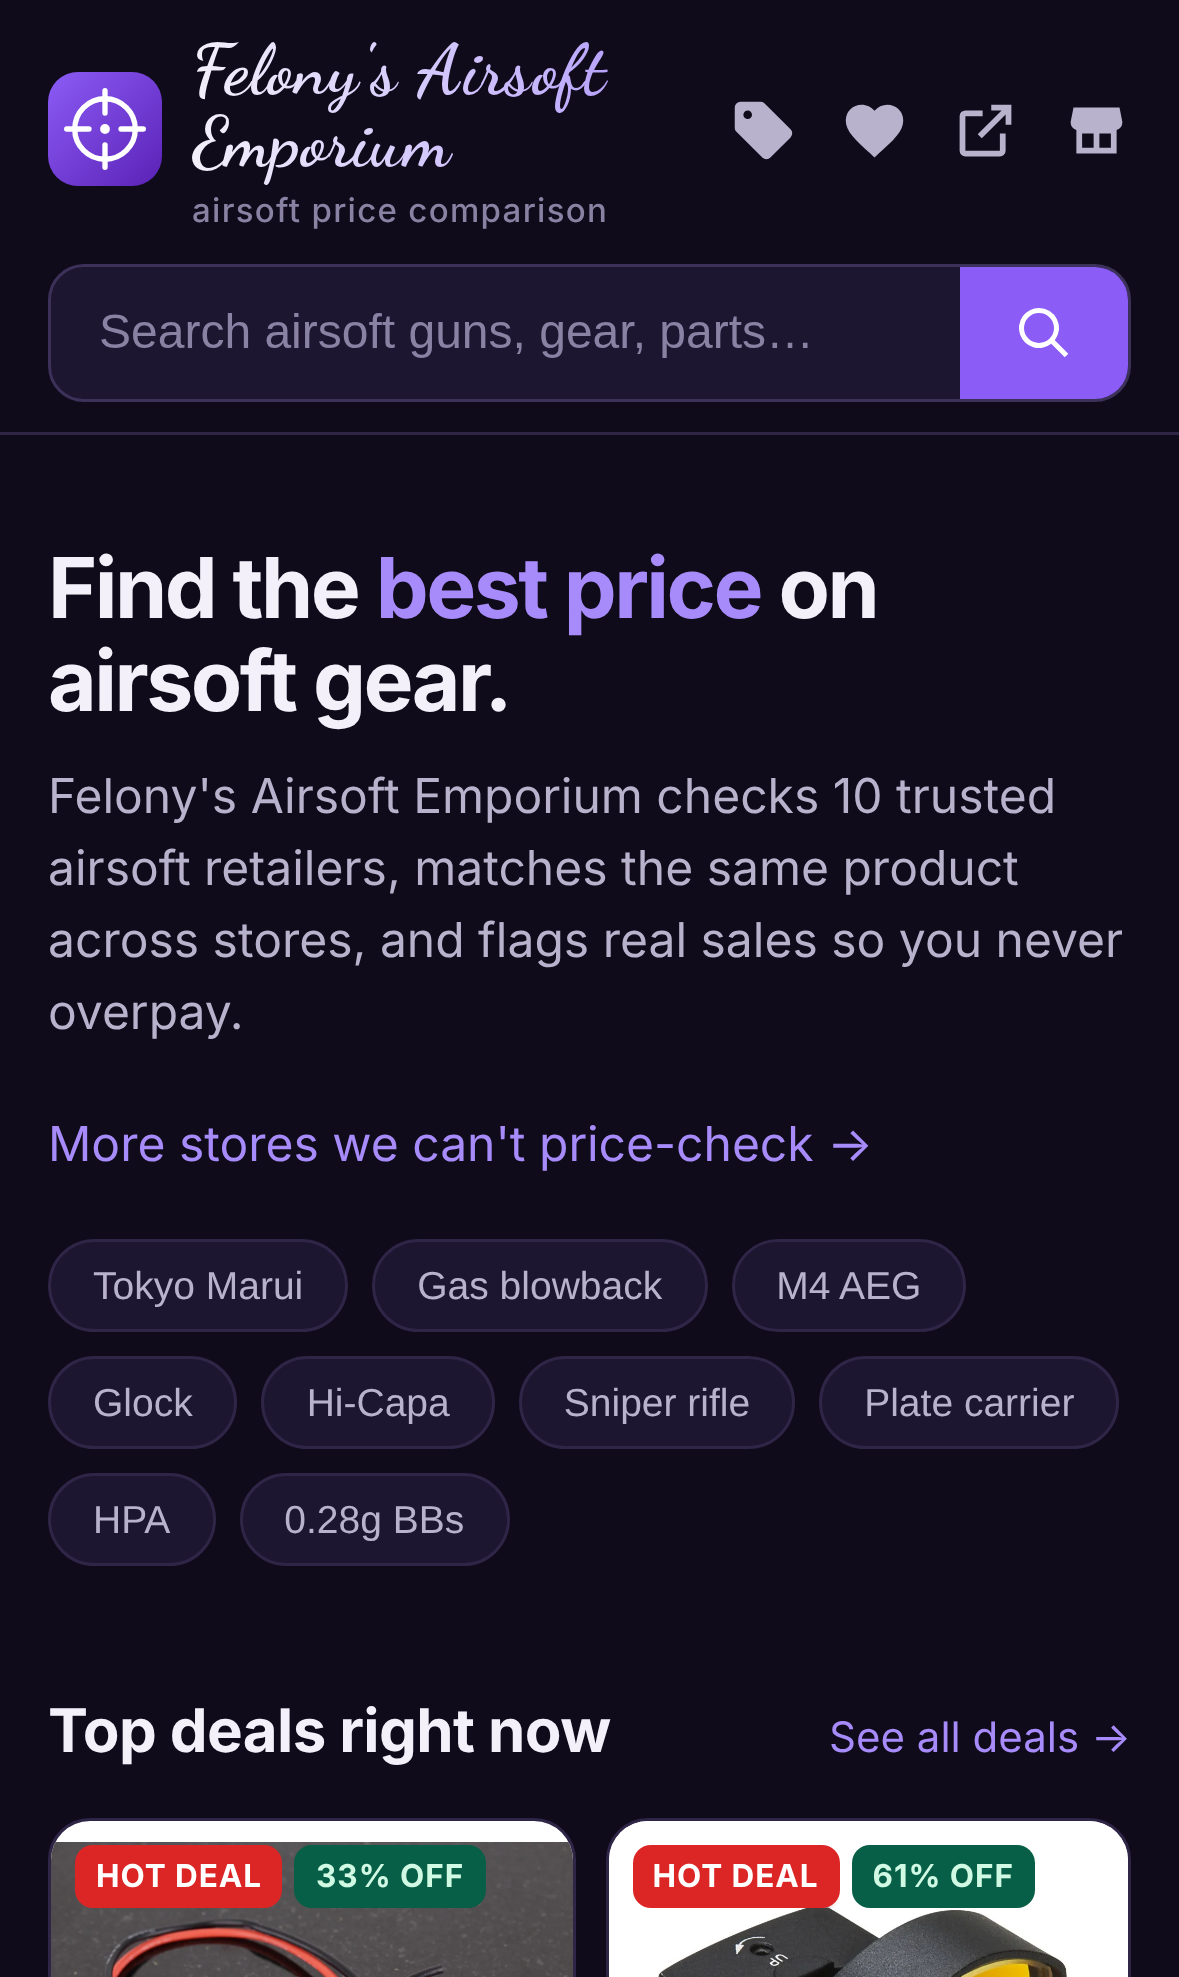 Felony's Airsoft
Emporium
airsoft price comparison
Search airsoft guns, gear, parts…
Find the best price on
airsoft gear.
Felony's Airsoft Emporium checks 10 trusted
airsoft retailers, matches the same product
across stores, and flags real sales so you never
overpay.
More stores we can't price-check →
Tokyo Marui
Gas blowback
M4 AEG
Glock
Hi-Capa
Sniper rifle
Plate carrier
HPA
0.28g BBs
Top deals right now
See all deals →
HOT DEAL
33% OFF
HOT DEAL
61% OFF
UP